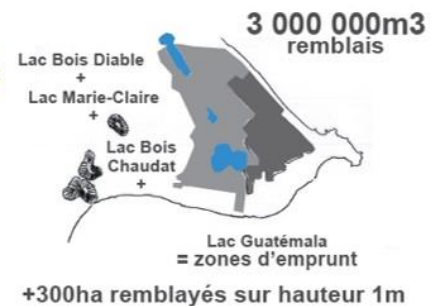 3 000 000m3
remblais
Lac Bois Diable
+
Lac Marie-Claire
+
Lac Bois
Chaudat
+
Lac Guatémala
= zones d'emprunt
+300ha remblayés sur hauteur 1m